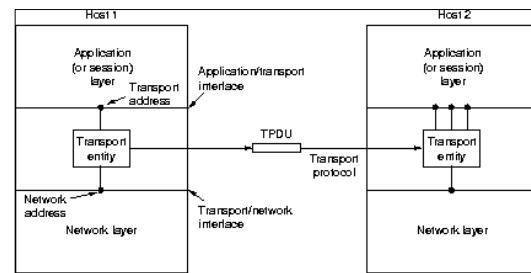 Host 1
Host 2
Application
(or session)
layer
Application/transport
interface
Transport
address
Application
(or session)
layer
Transport
entity
TPDU
Transport
protocol
Transport
entity
Network
address
Transport/network
interface
Network layer
Network layer